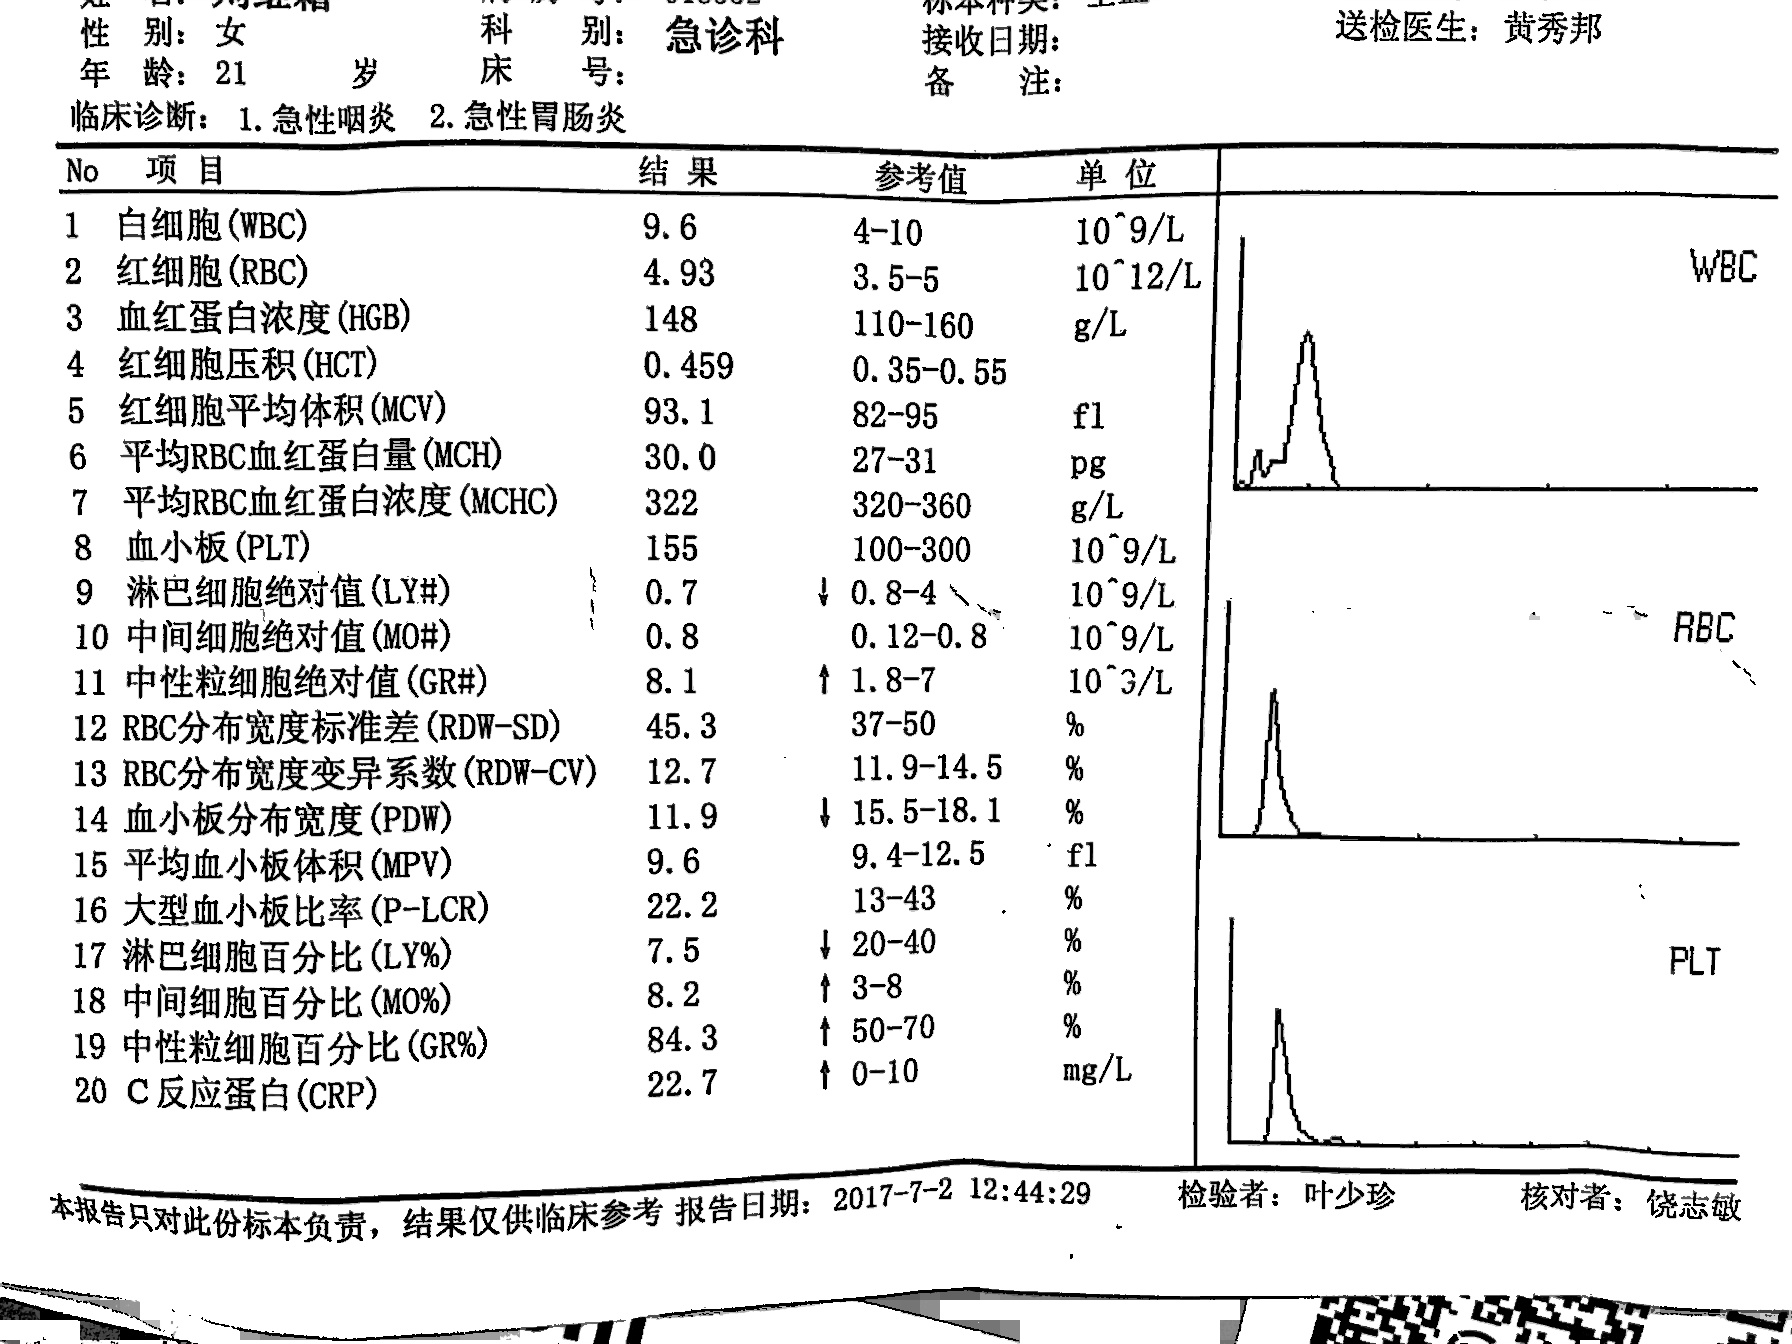 性 别: 女 科 别: 急诊科 接收日期: 送检医生: 黄秀邦
年 龄: 21 岁 床 号: 备 注:
临床诊断: 1.急性咽炎 2.急性胃肠炎
No 项目 结果 参考值 单位
1 白细胞(WBC) 9.6 4-10 10^9/L
2 红细胞(RBC) 4.93 3.5-5 10^12/L
3 血红蛋白浓度(HGB) 148 110-160 g/L
4 红细胞压积(HCT) 0.459 0.35-0.55
5 红细胞平均体积(MCV) 93.1 82-95 fl
6 平均RBC血红蛋白量(MCH) 30.0 27-31 pg
7 平均RBC血红蛋白浓度(MCHC) 322 320-360 g/L
8 血小板(PLT) 155 100-300 10^9/L
9 淋巴细胞绝对值(LY#) 0.7 ↓ 0.8-4 10^9/L
10 中间细胞绝对值(MO#) 0.8 0.12-0.8 10^9/L
11 中性粒细胞绝对值(GR#) 8.1 ↑ 1.8-7 10^9/L
12 RBC分布宽度标准差(RDW-SD) 45.3 37-50 %
13 RBC分布宽度变异系数(RDW-CV) 12.7 11.9-14.5 %
14 血小板分布宽度(PDW) 11.9 ↓ 15.5-18.1 %
15 平均血小板体积(MPV) 9.6 9.4-12.5 fl
16 大型血小板比率(P-LCR) 22.2 13-43 %
17 淋巴细胞百分比(LY%) 7.5 ↓ 20-40 %
18 中间细胞百分比(MO%) 8.2 ↑ 3-8 %
19 中性粒细胞百分比(GR%) 84.3 ↑ 50-70 %
20 C反应蛋白(CRP) 22.7 ↑ 0-10 mg/L
WBC
RBC
PLT
本报告只对此份标本负责,结果仅供临床参考 报告日期: 2017-7-2 12:44:29 检验者: 叶少珍 核对者: 饶志敏